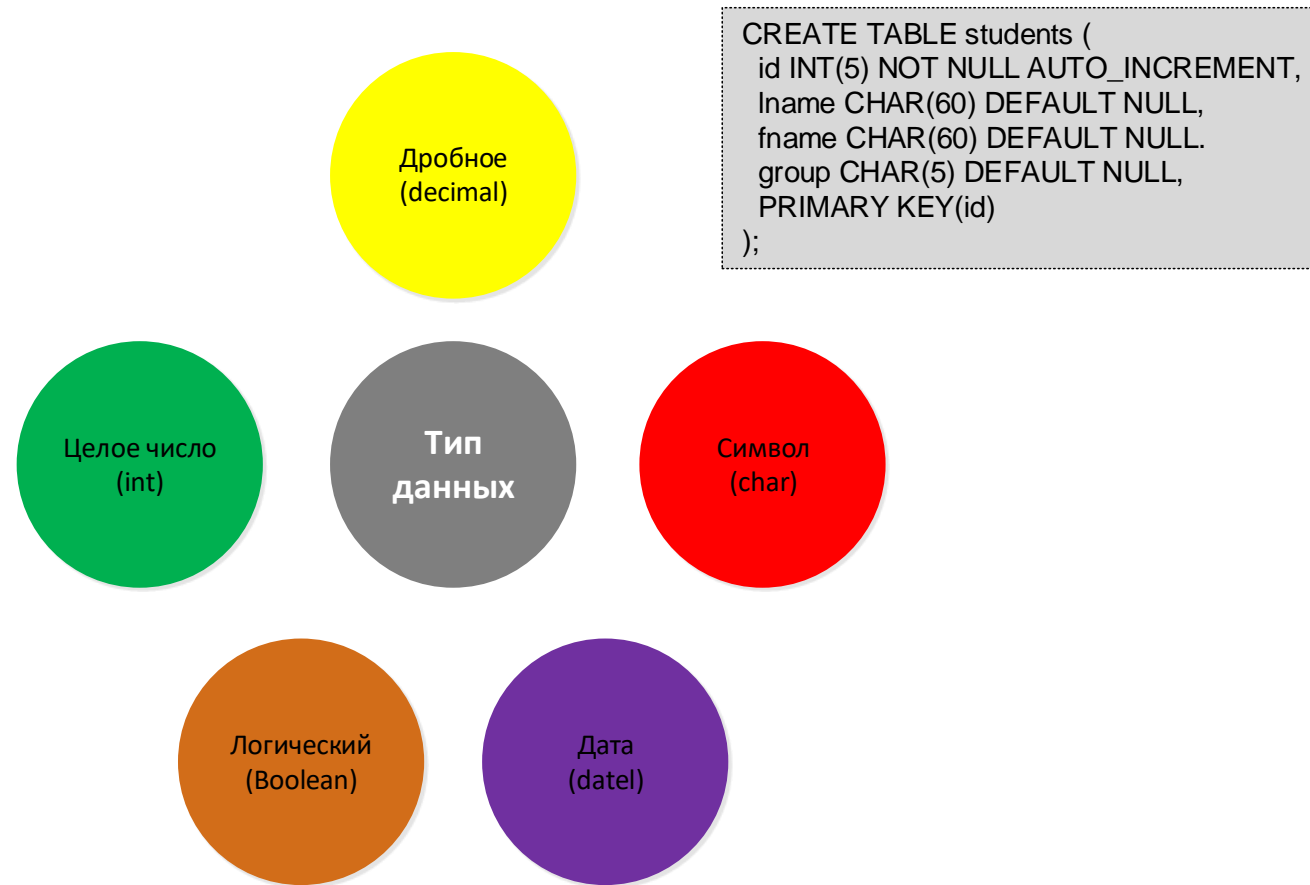 CREATE TABLE students (
id INT(5) NOT NULL AUTO_INCREMENT,
lname CHAR(60) DEFAULT NULL,
fname CHAR(60) DEFAULT NULL.
group CHAR(5) DEFAULT NULL,
PRIMARY KEY(id)
);
Дробное
(decimal)
Целое число
(int)
Тип
данных
Символ
(char)
Логический
(Boolean)
Дата
(datel)